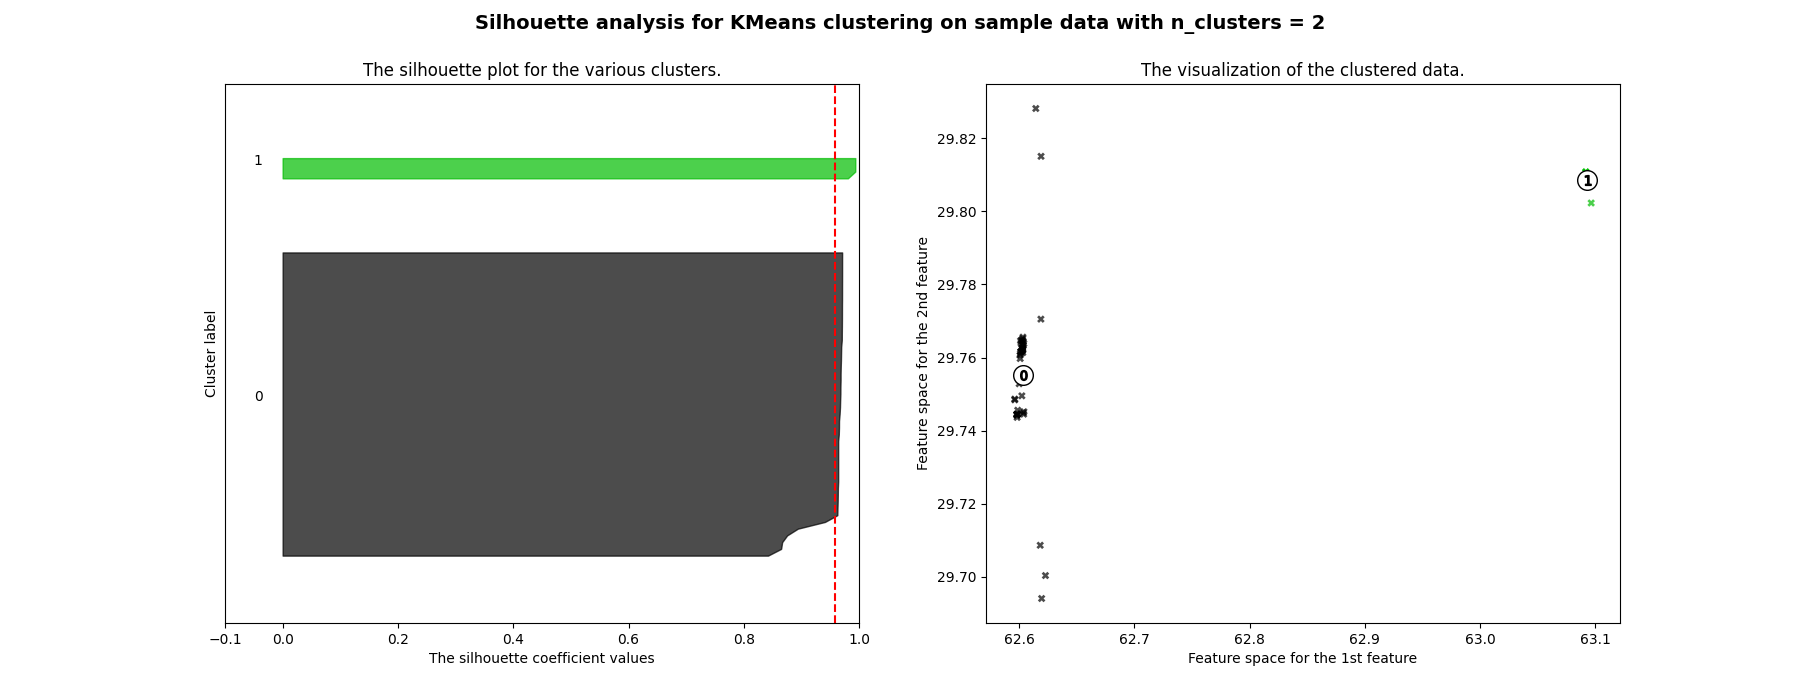 Silhouette analysis for KMeans clustering on sample data with n_clusters = 2
The silhouette plot for the various clusters.
1
0
Cluster label
−0.1 0.0 0.2 0.4 0.6 0.8 1.0
The silhouette coefficient values
The visualization of the clustered data.
29.82
29.80
29.78
29.76
29.74
29.72
29.70
Feature space for the 2nd feature
1
0
62.6 62.7 62.8 62.9 63.0 63.1
Feature space for the 1st feature